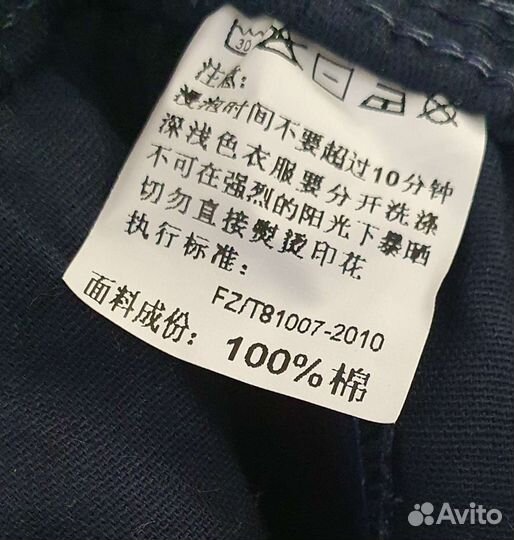 30
注意:
浸泡时间不要超过10分钟
深浅色衣服要分开洗涤
不可在强烈的阳光下暴晒
切勿直接熨烫印花
执行标准:
FZ/T81007-2010
面料成份: 100%棉
Avito